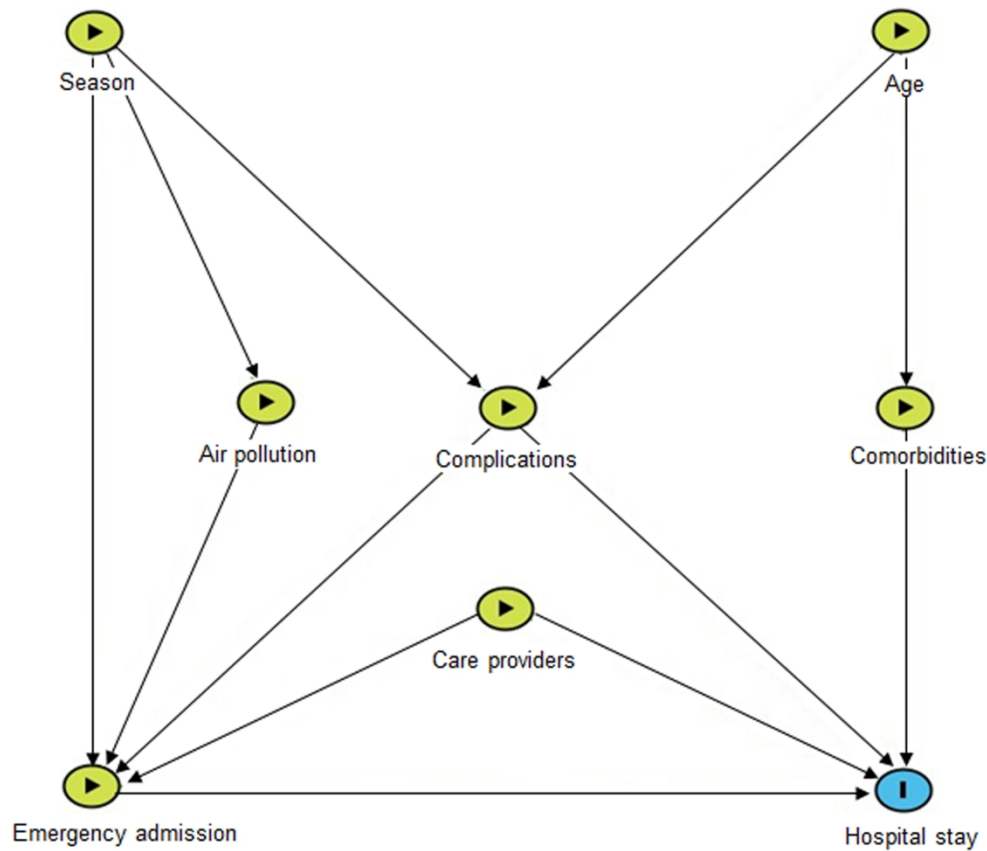 Season
Age
Air pollution
Complications
Comorbidities
Care providers
Emergency admission
Hospital stay